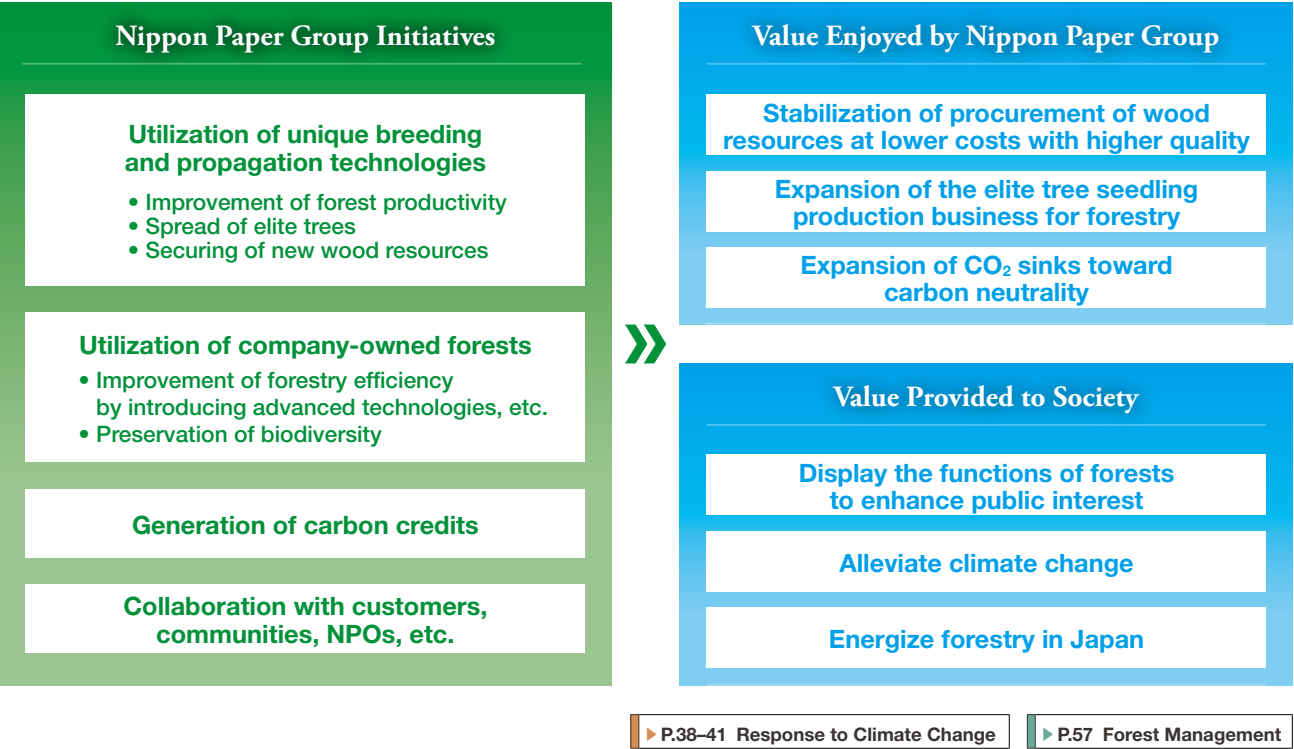 Nippon Paper Group Initiatives
Utilization of unique breeding
and propagation technologies
• Improvement of forest productivity
• Spread of elite trees
• Securing of new wood resources
Utilization of company-owned forests
• Improvement of forestry efficiency
by introducing advanced technologies, etc.
• Preservation of biodiversity
Generation of carbon credits
Collaboration with customers,
communities, NPOs, etc.
Value Enjoyed by Nippon Paper Group
Stabilization of procurement of wood
resources at lower costs with higher quality
Expansion of the elite tree seedling
production business for forestry
Expansion of CO₂ sinks toward
carbon neutrality
Value Provided to Society
Display the functions of forests
to enhance public interest
Alleviate climate change
Energize forestry in Japan
P.38–41 Response to Climate Change
P.57 Forest Management